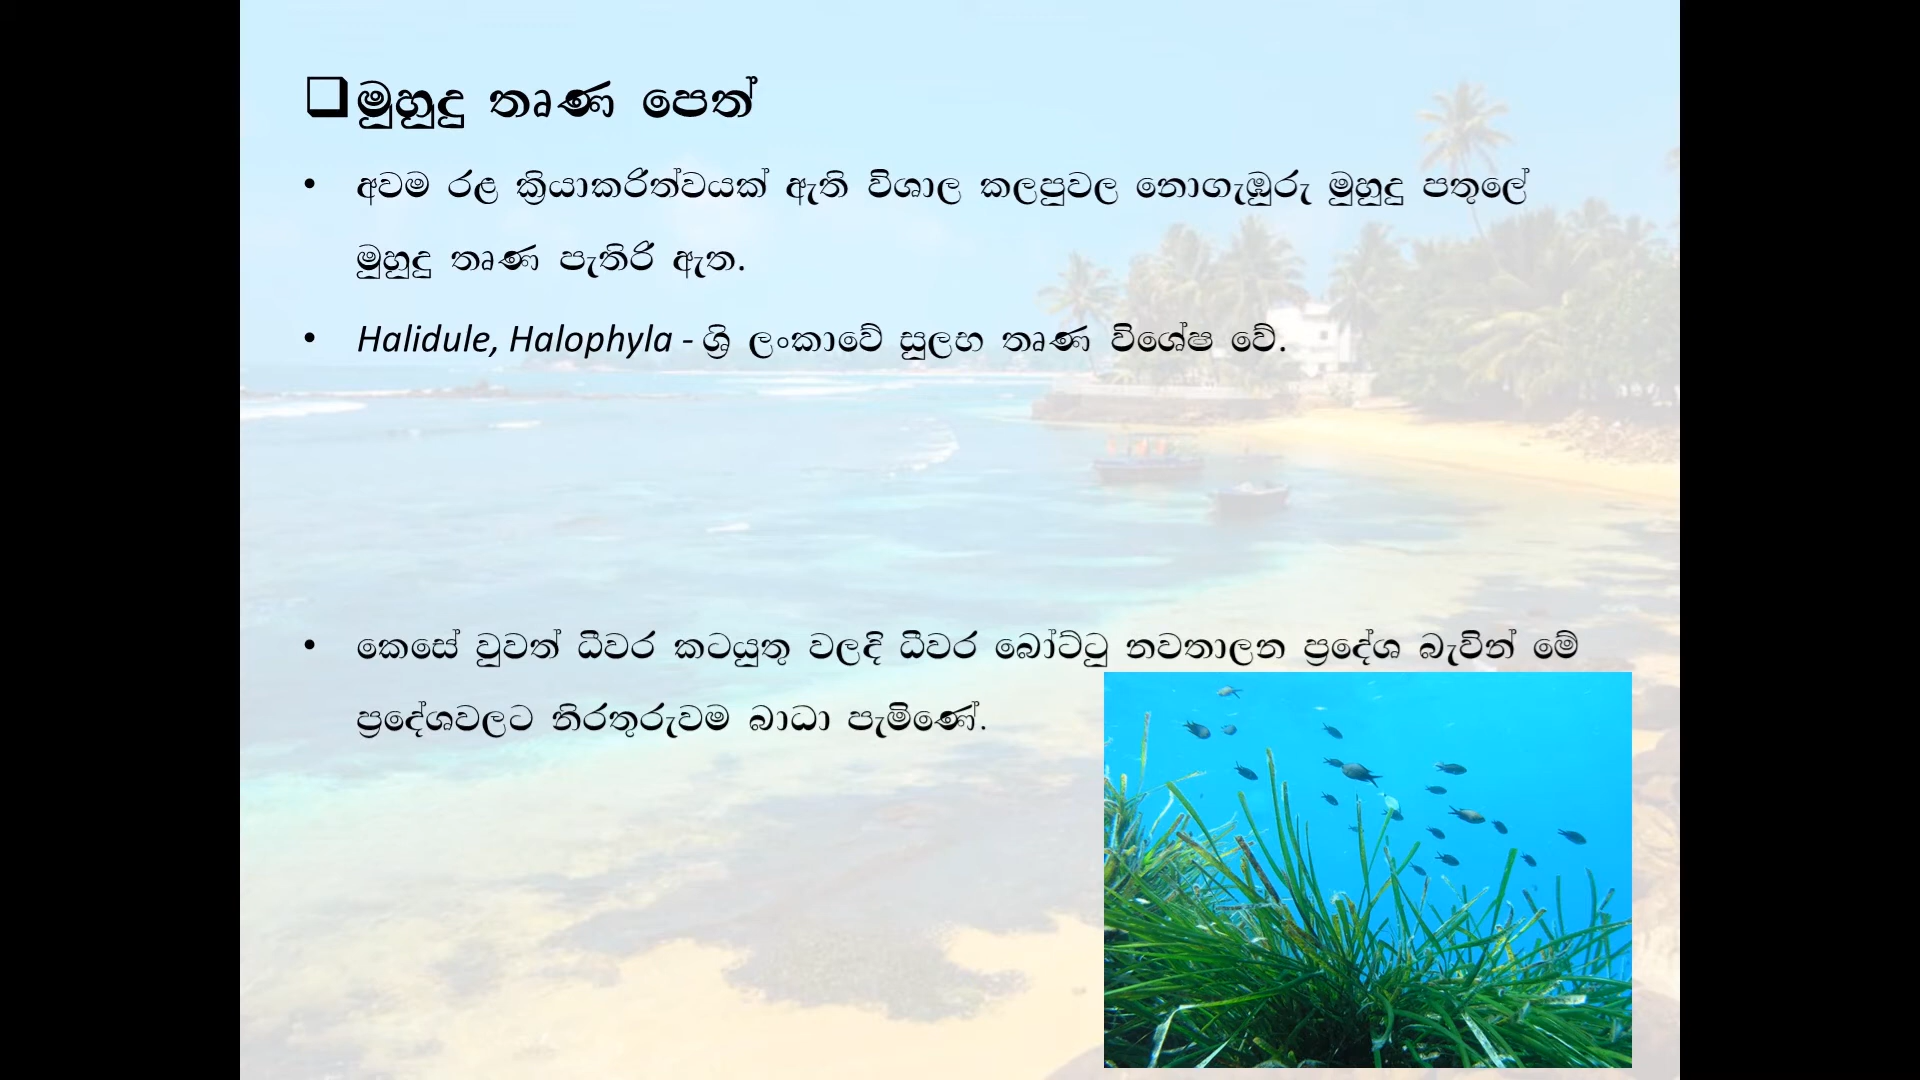 මුහුදු තෘණ පෙත්
• අවම රළ ක්‍රියාකරීත්වයක් ඇති විශාල කලපුවල නොගැඹුරු මුහුදු පතුලේ
මුහුදු තෘණ පැතිරී ඇත.
• Halidule, Halophyla - ශ්‍රි ලංකාවේ සුලභ තෘණ විශේෂ වේ.
• කෙසේ වුවත් ධීවර කටයුතු වලදි ධීවර බෝට්ටු නවතාලන ප්‍රදේශ බැවින් මේ
ප්‍රදේශවලට නිරතුරුවම බාධා පැමිණේ.